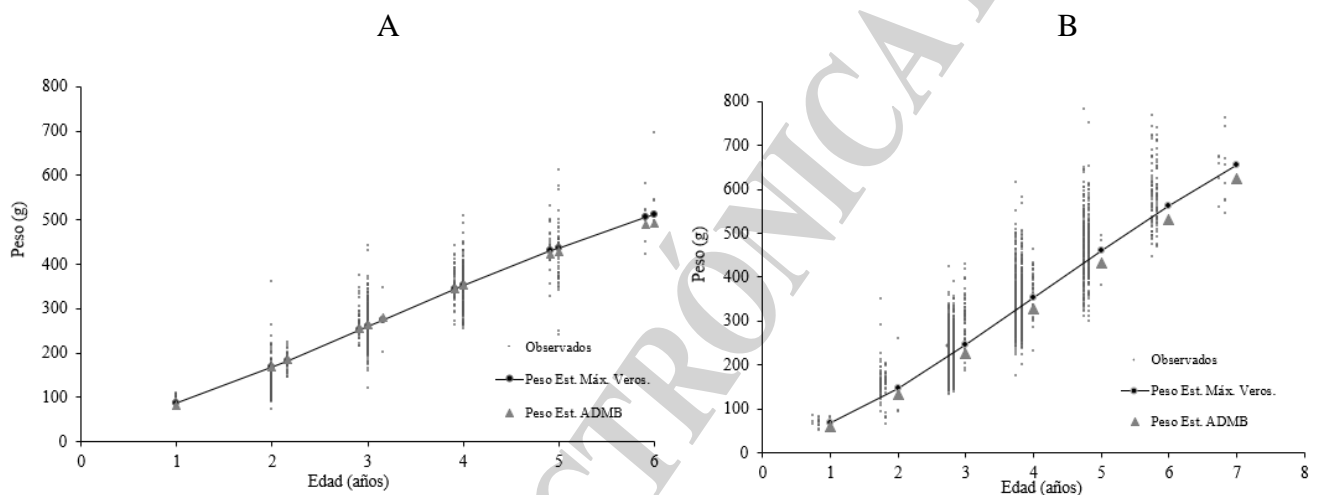 A
B
800
700
600
500
400
300
200
100
0
Peso (g)
Observados
Peso Est. Máx. Veros.
Peso Est. ADMB
0 1 2 3 4 5 6
Edad (años)
800
700
600
500
400
300
200
100
0
Peso (g)
Observados
Peso Est. Máx. Veros.
Peso Est. ADMB
0 1 2 3 4 5 6 7 8
Edad (años)
CTRÓNICA